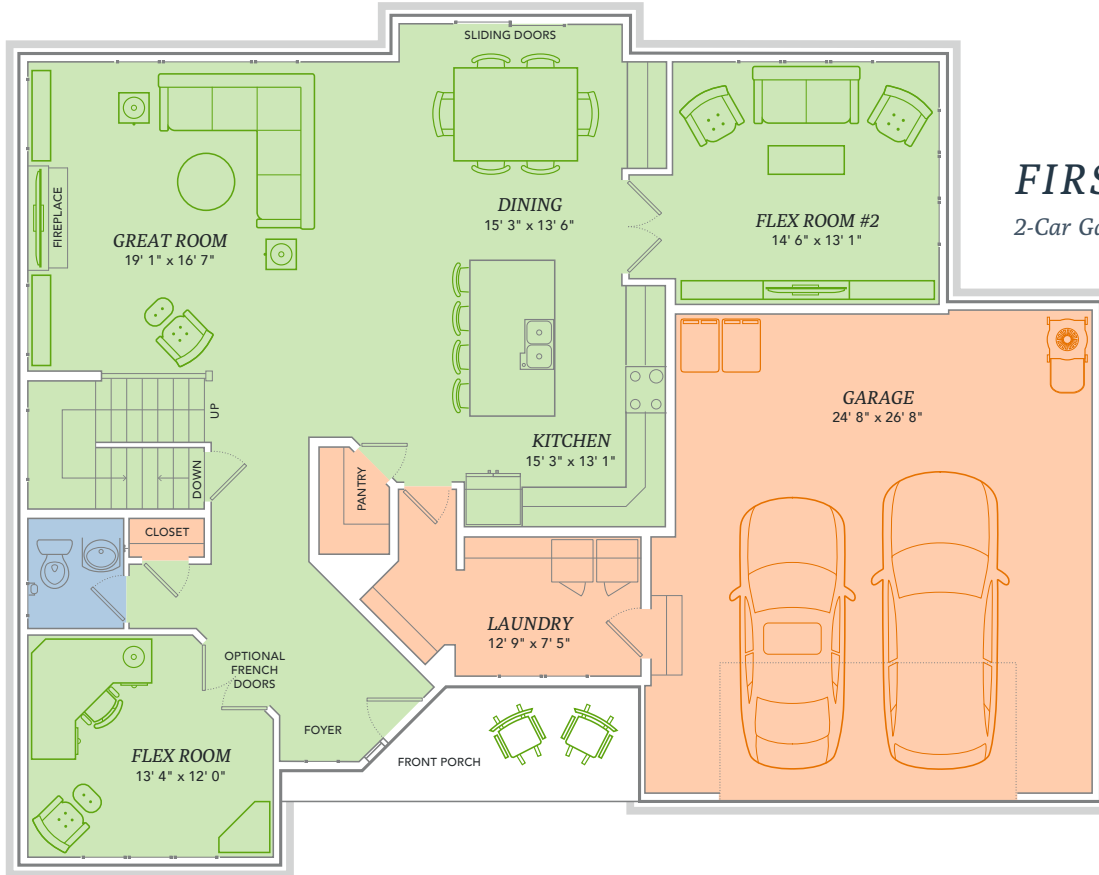 SLIDING DOORS
FIRS
2-Car Ga
FIREPLACE
GREAT ROOM
19' 1" x 16' 7"
DINING
15' 3" x 13' 6"
FLEX ROOM #2
14' 6" x 13' 1"
UP
DOWN
GARAGE
24' 8" x 26' 8"
KITCHEN
15' 3" x 13' 1"
PANTRY
CLOSET
LAUNDRY
12' 9" x 7' 5"
OPTIONAL
FRENCH
DOORS
FOYER
FLEX ROOM
13' 4" x 12' 0"
FRONT PORCH